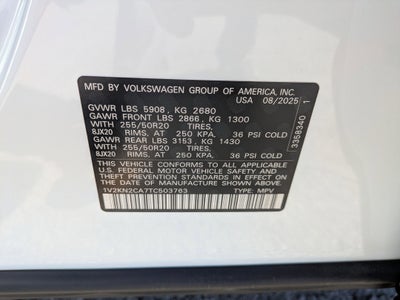 MFD BY VOLKSWAGEN GROUP OF AMERICA, INC.
USA 08/2025
GVWR LBS 5908, KG 2680
GAWR FRONT LBS 2866, KG 1300
WITH 255/50R20 TIRES,
8JX20 RIMS, AT 250 KPA, 36 PSI COLD
GAWR REAR LBS 3153, KG 1430
WITH 255/50R20 TIRES,
8JX20 RIMS, AT 250 KPA, 36 PSI COLD
THIS VEHICLE CONFORMS TO ALL APPLICABLE
U.S. FEDERAL MOTOR VEHICLE SAFETY STANDARDS
IN EFFECT ON THE DATE OF MANUFACTURE SHOWN ABOVE.
1V2KN2CA7TC503763 TYPE: MPV
3358340 1